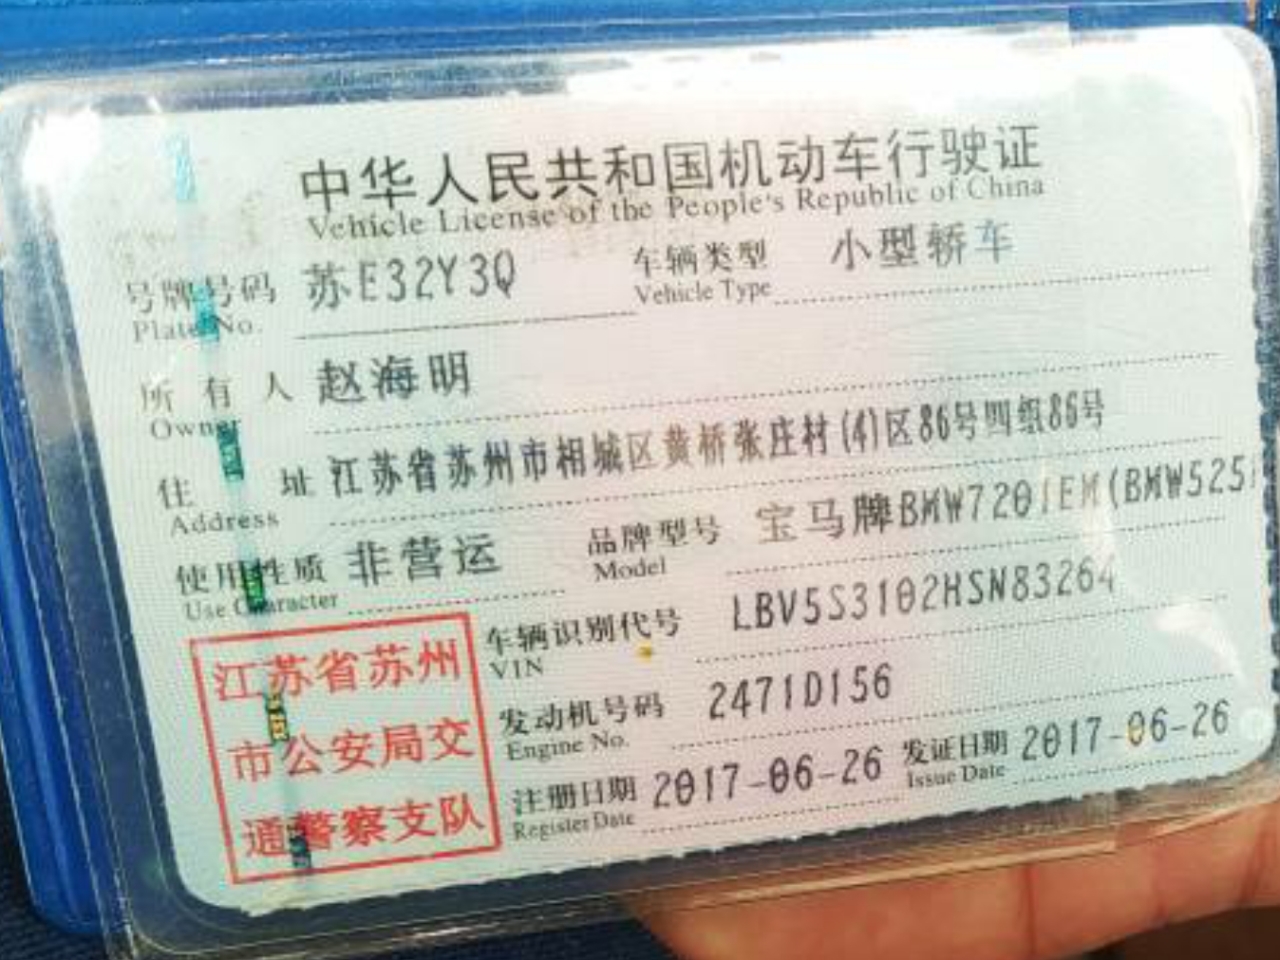 中华人民共和国机动车行驶证
Vehicle License of the People's Republic of China
号牌号码 苏E32Y3Q 车辆类型 小型轿车
Plate No. Vehicle Type
所有人 赵海明
Owner
住址 江苏省苏州市相城区黄桥张庄村(4)区86号四组86号
Address
使用性质 非营运 品牌型号 宝马牌BMW7201EM(BMW525
Use Character Model
车辆识别代号 LBV5S3102HSN83264
VIN
发动机号码 2471D156
Engine No.
注册日期 2017-06-26 发证日期 2017-06-26
Register Date Issue Date
江苏省苏州
市公安局交
通警察支队